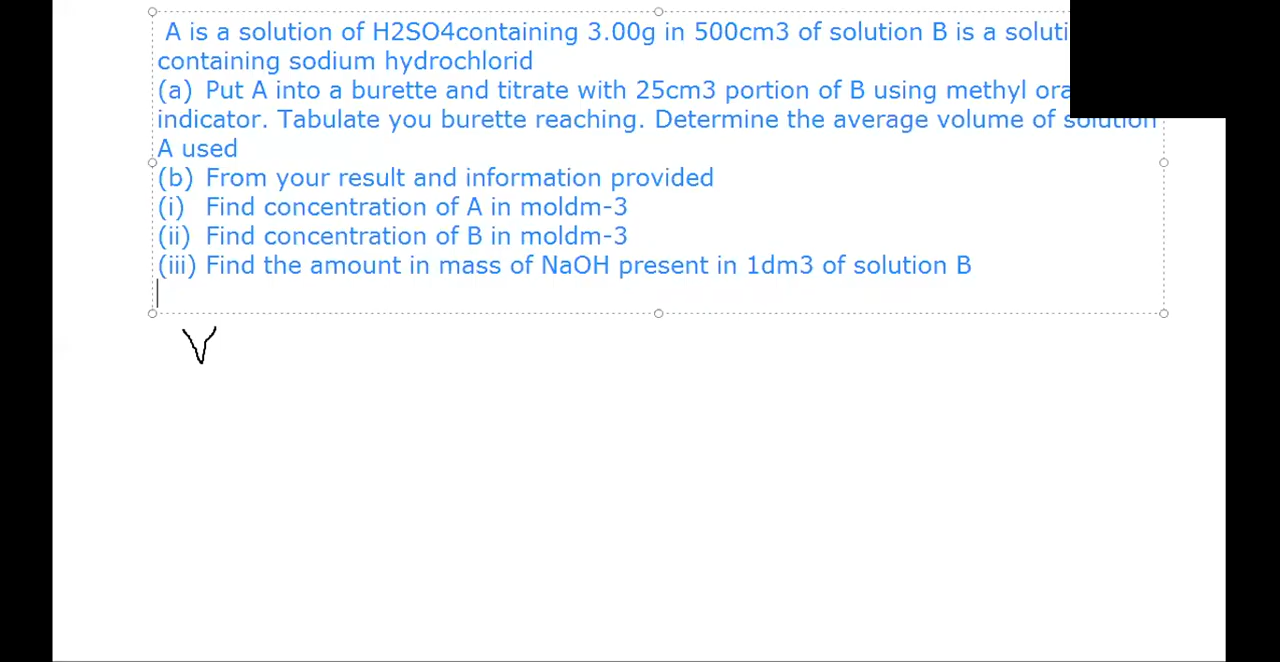 A is a solution of H2SO4containing 3.00g in 500cm3 of solution B is a
containing sodium hydrochlorid
(a) Put A into a burette and titrate with 25cm3 portion of B using methyl
indicator. Tabulate you burette reaching. Determine the average volume of solution
A used
(b) From your result and information provided
(i) Find concentration of A in moldm-3
(ii) Find concentration of B in moldm-3
(iii) Find the amount in mass of NaOH present in 1dm3 of solution B
V